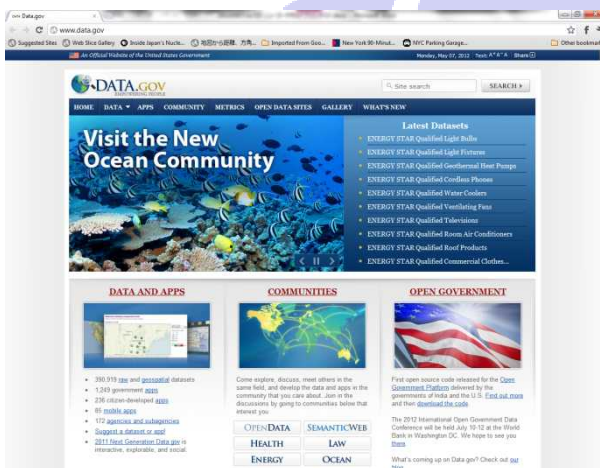 Data.gov
www.data.gov
Suggested Sites
Web Slice Gallery
Inside Japan's Nucle...
Imported From Goo...
New York 90-Minut...
NYC Parking Garage...
Other bookmar
An Official Website of the United States Government
Monday, May 07, 2012
Text: A+ A- A
Share
DATA.GOV
EMPOWERING PEOPLE
Site search
SEARCH
HOME DATA APPS COMMUNITY METRICS OPEN DATA SITES GALLERY WHAT'S NEW
Visit the New
Ocean Community
Latest Datasets
ENERGY STAR Qualified Light Bulbs
ENERGY STAR Qualified Light Fixtures
ENERGY STAR Qualified Geothermal Heat Pumps
ENERGY STAR Qualified Cordless Phones
ENERGY STAR Qualified Water Coolers
ENERGY STAR Qualified Ventilating Fans
ENERGY STAR Qualified Televisions
ENERGY STAR Qualified Room Air Conditioners
ENERGY STAR Qualified Roof Products
ENERGY STAR Qualified Commercial Clothes...
DATA AND APPS
390,919 raw and geospatial datasets
1,249 government apps
236 citizen-developed apps
85 mobile apps
172 agencies and subagencies
Suggest a dataset or app!
2011 Next Generation Data.gov is
interactive, explorable, and social.
COMMUNITIES
Come explore, discuss, meet others in the
same field, and develop the data and apps in the
community that you care about. Join in the
discussions by going to communities below that
interest you.
OPENDATA
SEMANTICWEB
HEALTH
LAW
ENERGY
OCEAN
OPEN GOVERNMENT
First open source code released for the Open
Government Platform delivered by the
governments of India and the U.S. Find out more
and then download the code.
The 2012 International Open Government Data
Conference will be held July 10-12 at the World
Bank in Washington DC. We hope to see you
there.
What's coming up on Data.gov? Check out our
blog